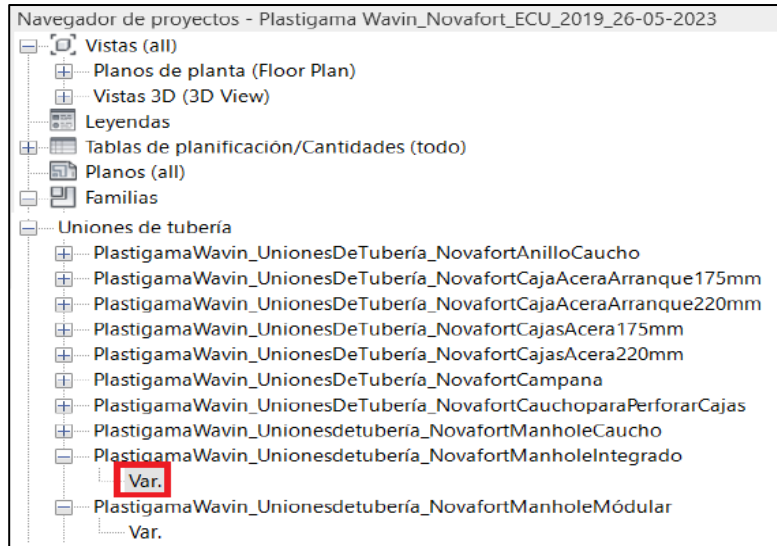 Navegador de proyectos - Plastigama Wavin_Novafort_ECU_2019_26-05-2023
Vistas (all)
Planos de planta (Floor Plan)
Vistas 3D (3D View)
Leyendas
Tablas de planificación/Cantidades (todo)
Planos (all)
Familias
Uniones de tubería
PlastigamaWavin_UnionesDeTubería_NovafortAnilloCaucho
PlastigamaWavin_UnionesDeTubería_NovafortCajaAceraArranque175mm
PlastigamaWavin_UnionesDeTubería_NovafortCajaAceraArranque220mm
PlastigamaWavin_UnionesDeTubería_NovafortCajasAcera175mm
PlastigamaWavin_UnionesDeTubería_NovafortCajasAcera220mm
PlastigamaWavin_UnionesDeTubería_NovafortCampana
PlastigamaWavin_UnionesDeTubería_NovafortCauchoparaPerforarCajas
PlastigamaWavin_Unionesdetubería_NovafortManholeCaucho
PlastigamaWavin_Unionesdetubería_NovafortManholeIntegrado
Var.
PlastigamaWavin_Unionesdetubería_NovafortManholeMódular
Var.